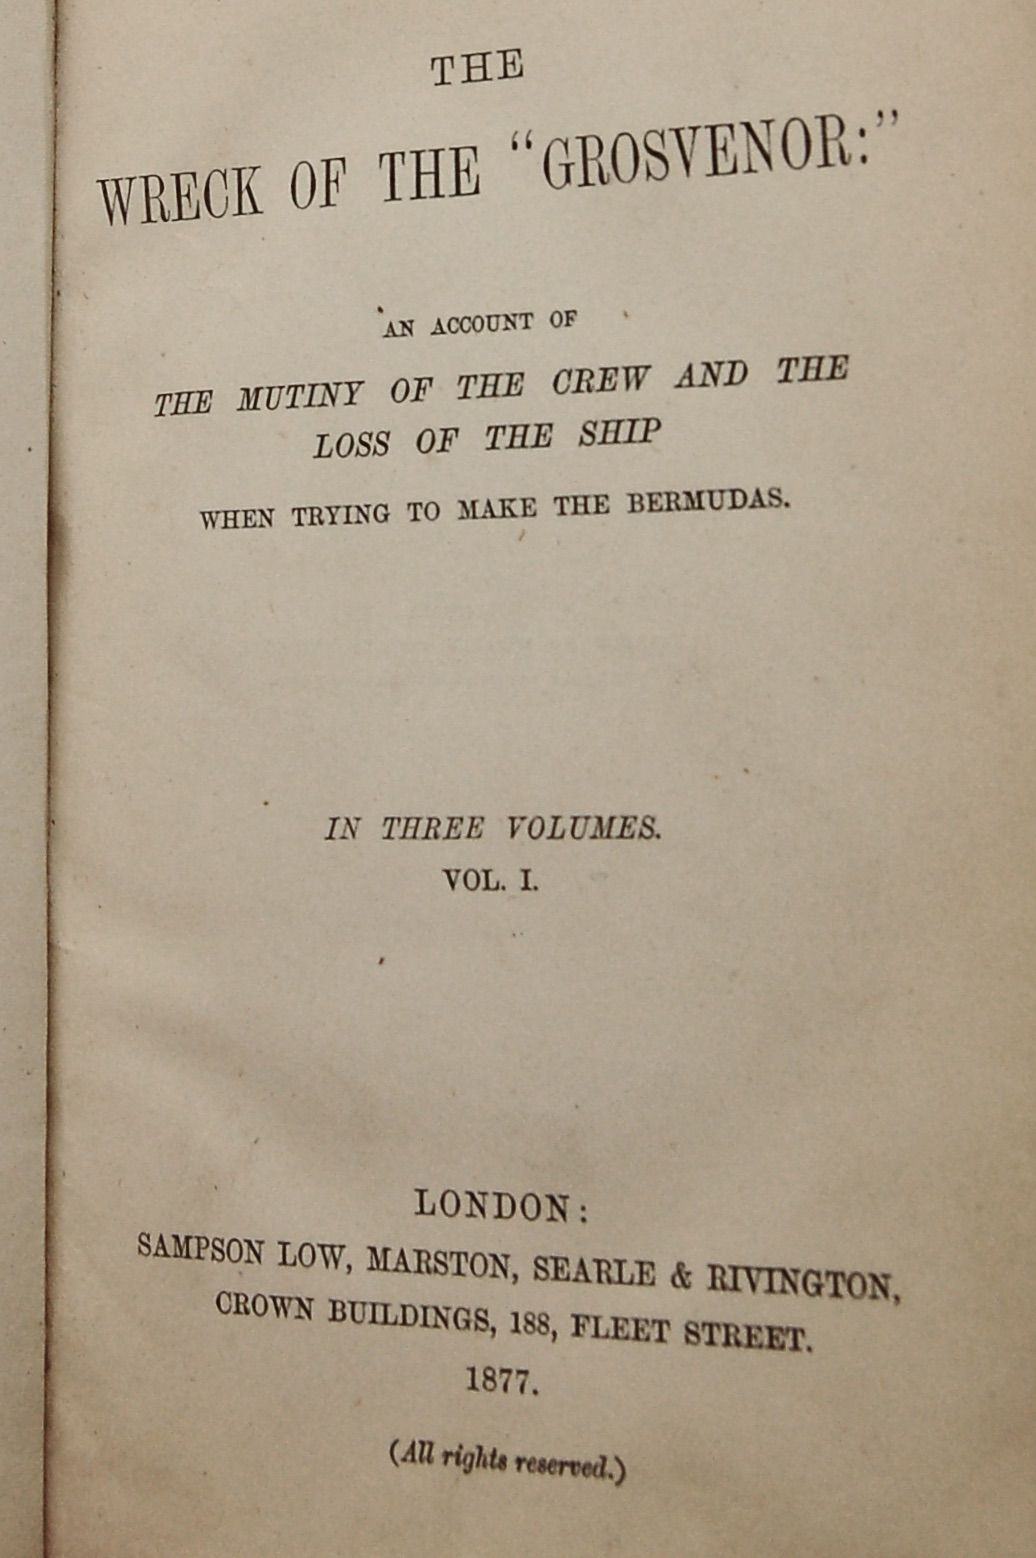 THE
WRECK OF THE "GROSVENOR:"
AN ACCOUNT OF
THE MUTINY OF THE CREW AND THE
LOSS OF THE SHIP
WHEN TRYING TO MAKE THE BERMUDAS.
IN THREE VOLUMES.
VOL. I.
LONDON:
SAMPSON LOW, MARSTON, SEARLE & RIVINGTON,
CROWN BUILDINGS, 188, FLEET STREET.
1877.
(All rights reserved.)